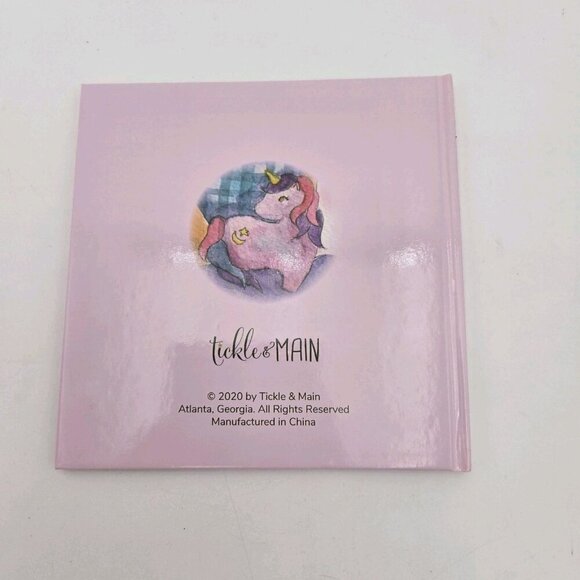 tickle & MAIN
© 2020 by Tickle & Main
Atlanta, Georgia. All Rights Reserved
Manufactured in China